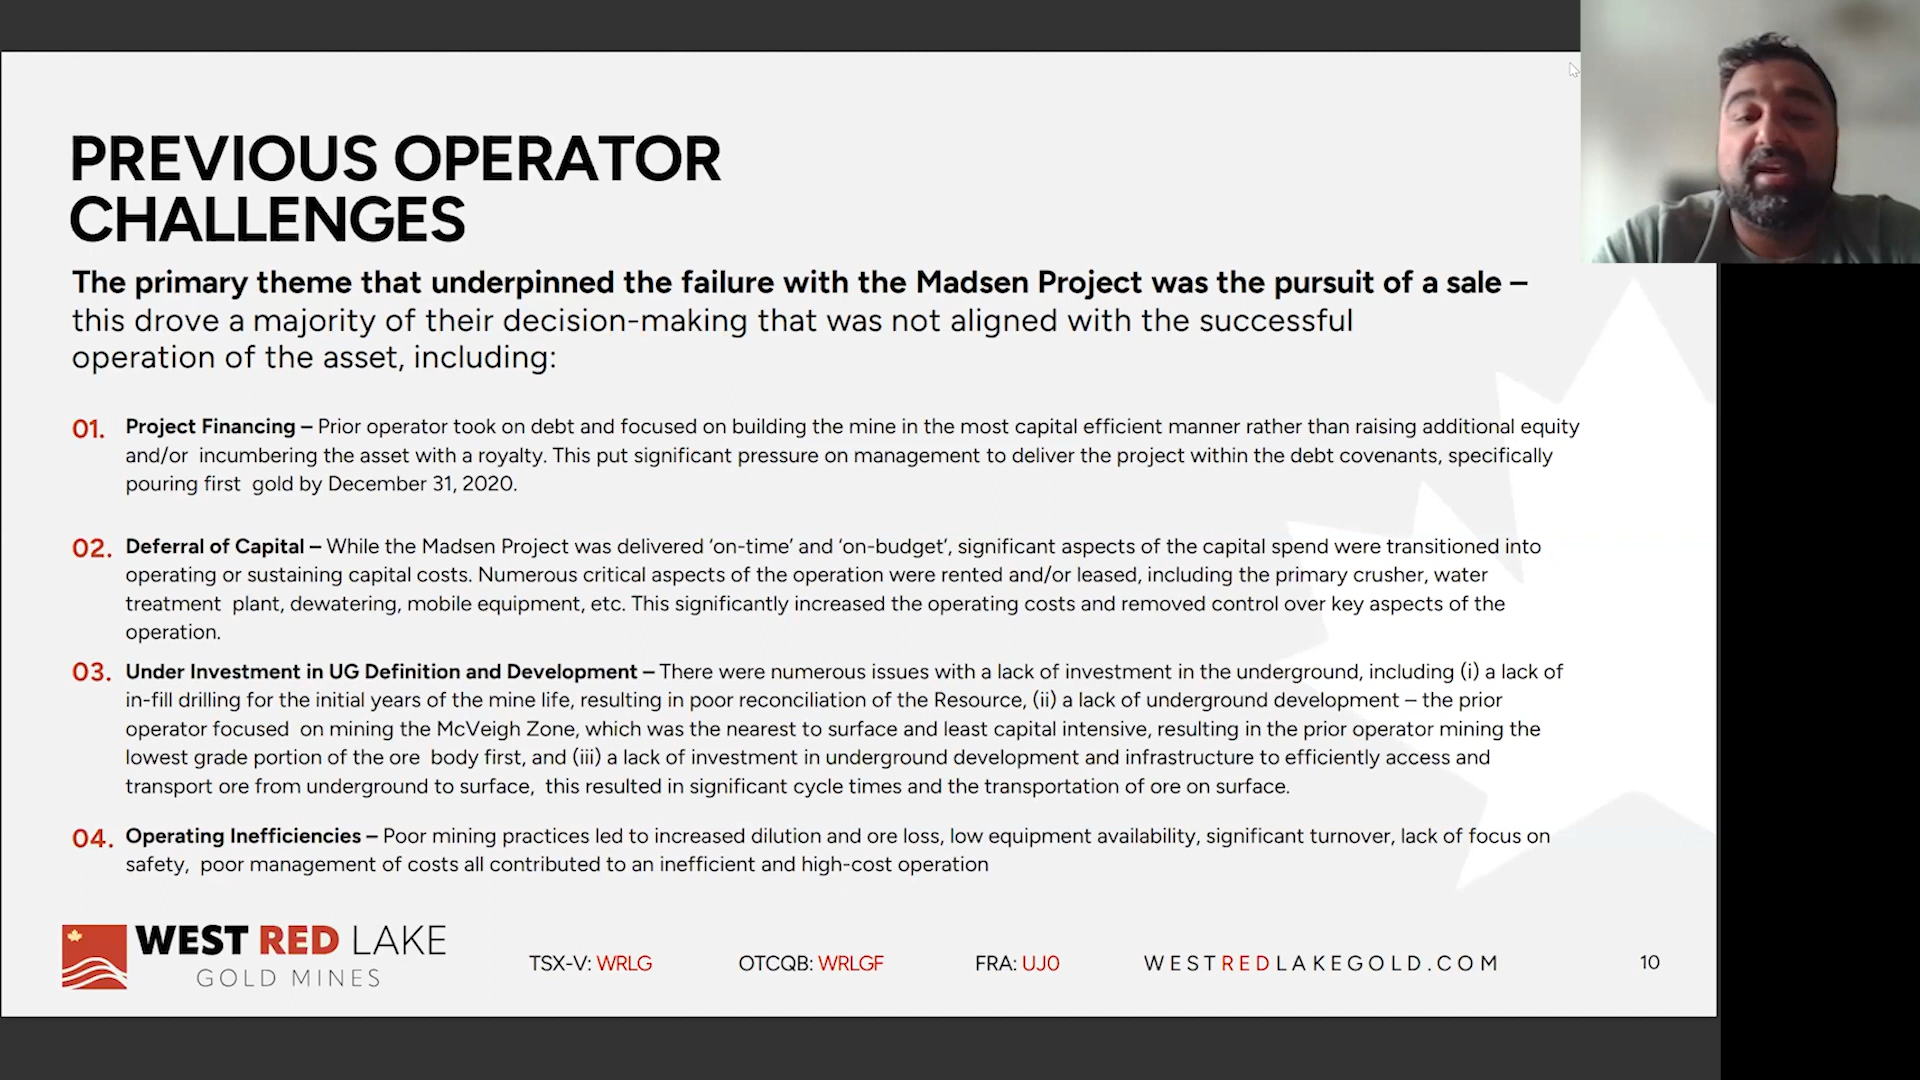 PREVIOUS OPERATOR
CHALLENGES
The primary theme that underpinned the failure with the Madsen Project was the pursuit of a sale –
this drove a majority of their decision-making that was not aligned with the successful
operation of the asset, including:
01. Project Financing – Prior operator took on debt and focused on building the mine in the most capital efficient manner rather than raising additional equity
and/or incumbering the asset with a royalty. This put significant pressure on management to deliver the project within the debt covenants, specifically
pouring first gold by December 31, 2020.
02. Deferral of Capital – While the Madsen Project was delivered ‘on-time’ and ‘on-budget‘, significant aspects of the capital spend were transitioned into
operating or sustaining capital costs. Numerous critical aspects of the operation were rented and/or leased, including the primary crusher, water
treatment plant, dewatering, mobile equipment, etc. This significantly increased the operating costs and removed control over key aspects of the
operation.
03. Under Investment in UG Definition and Development – There were numerous issues with a lack of investment in the underground, including (i) a lack of
in-fill drilling for the initial years of the mine life, resulting in poor reconciliation of the Resource, (ii) a lack of underground development – the prior
operator focused on mining the McVeigh Zone, which was the nearest to surface and least capital intensive, resulting in the prior operator mining the
lowest grade portion of the ore body first, and (iii) a lack of investment in underground development and infrastructure to efficiently access and
transport ore from underground to surface, this resulted in significant cycle times and the transportation of ore on surface.
04. Operating Inefficiencies – Poor mining practices led to increased dilution and ore loss, low equipment availability, significant turnover, lack of focus on
safety, poor management of costs all contributed to an inefficient and high-cost operation
WEST RED LAKE
GOLD MINES
TSX-V: WRLG OTCQB: WRLGF FRA: UJ0 WESTREDLAKEGOLD.COM 10